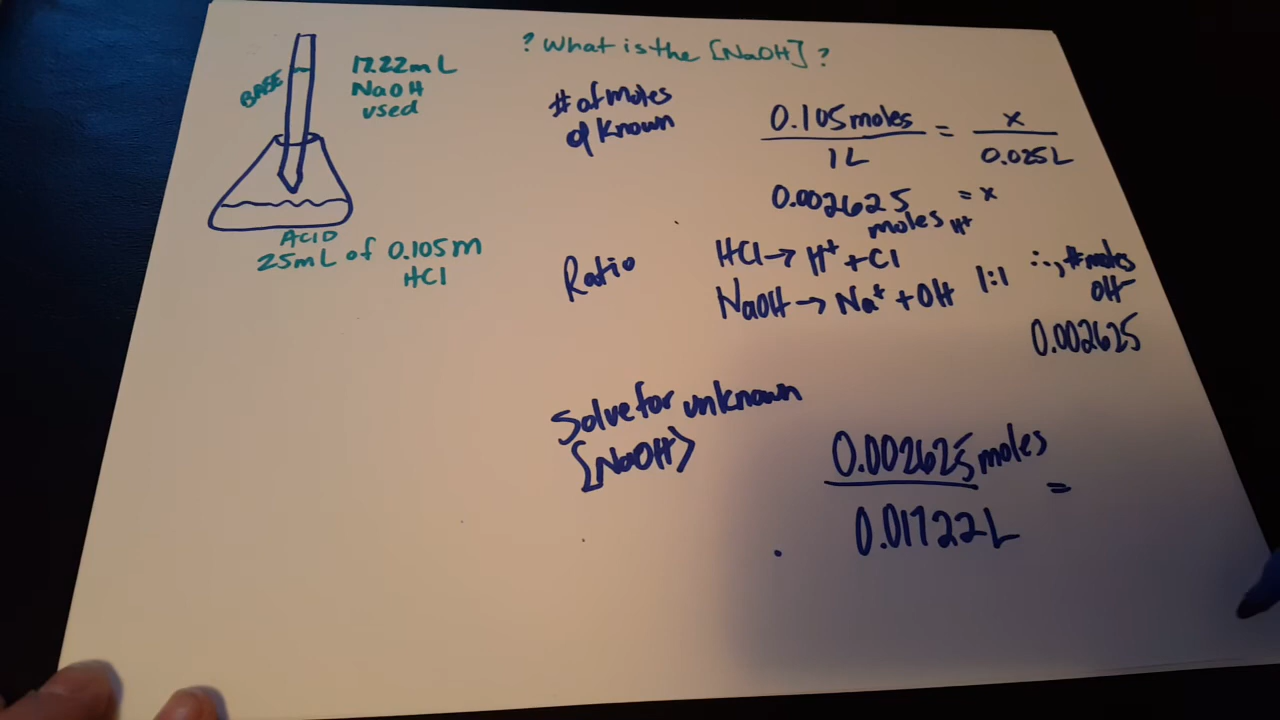 ? What is the [NaOH] ?
BASE
17.22mL
NaOH
used
ACID
25mL of 0.105M
HCl
# of moles
of known
0.105 moles = x
1L 0.025L
0.002625 = x
moles H+
Ratio
HCl → H+ + Cl
NaOH → Na+ + OH
1:1
∴, # moles
OH-
0.002625
Solve for unknown
[NaOH]
0.002625 moles =
0.01722L